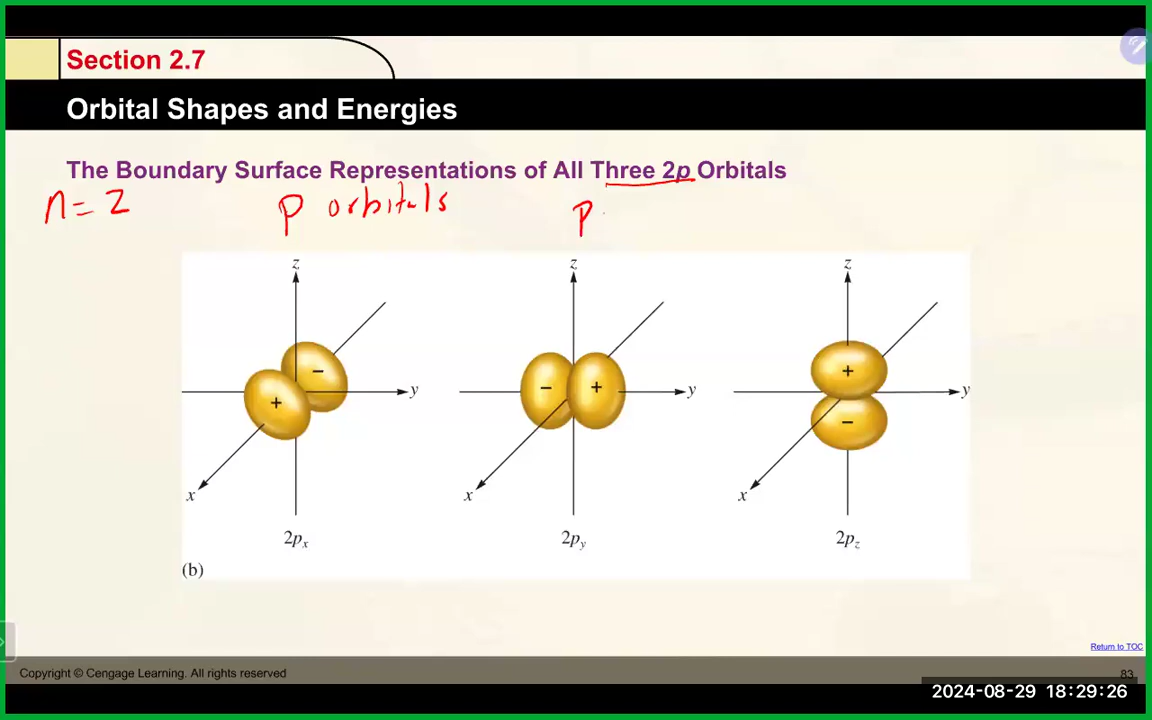 Section 2.7
Orbital Shapes and Energies
The Boundary Surface Representations of All Three 2p Orbitals
n = 2 p orbitals p
z z z
- - +
+ + -
y y y
x x x
2px 2py 2pz
(b)
Return to TOC
Copyright © Cengage Learning. All rights reserved 83
2024-08-29 18:29:26